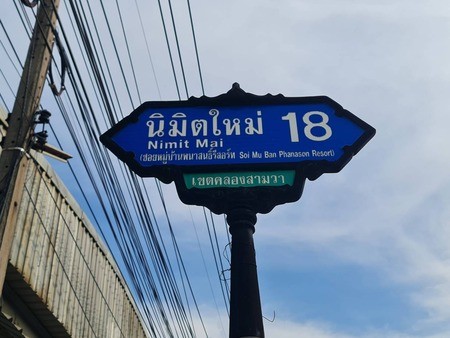 นิมิตใหม่ 18
Nimit Mai
(ซอยหมู่บ้านพนาสนธิ์รีสอร์ท Soi Mu Ban Phanason Resort)
เขตคลองสามวา